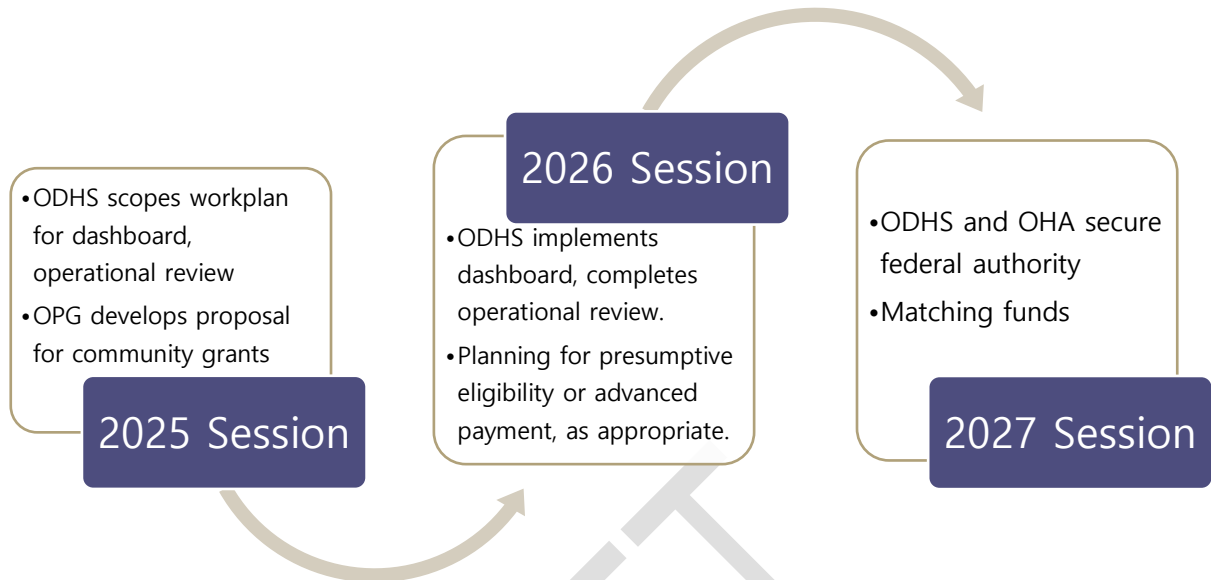 •ODHS scopes workplan
for dashboard,
operational review
•OPG develops proposal
for community grants
2025 Session
2026 Session
•ODHS implements
dashboard, completes
operational review.
•Planning for presumptive
eligibility or advanced
payment, as appropriate.
•ODHS and OHA secure
federal authority
•Matching funds
2027 Session